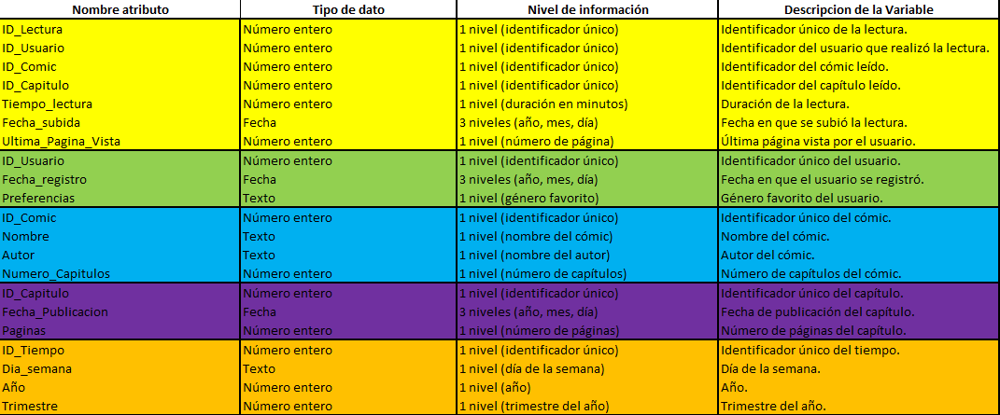 Nombre atributo Tipo de dato Nivel de información Descripcion de la Variable
ID_Lectura Número entero 1 nivel (identificador único) Identificador único de la lectura.
ID_Usuario Número entero 1 nivel (identificador único) Identificador del usuario que realizó la lectura.
ID_Comic Número entero 1 nivel (identificador único) Identificador del cómic leído.
ID_Capitulo Número entero 1 nivel (identificador único) Identificador del capítulo leído.
Tiempo_lectura Número entero 1 nivel (duración en minutos) Duración de la lectura.
Fecha_subida Fecha 3 niveles (año, mes, día) Fecha en que se subió la lectura.
Ultima_Pagina_Vista Número entero 1 nivel (número de página) Última página vista por el usuario.
ID_Usuario Número entero 1 nivel (identificador único) Identificador único del usuario.
Fecha_registro Fecha 3 niveles (año, mes, día) Fecha en que el usuario se registró.
Preferencias Texto 1 nivel (género favorito) Género favorito del usuario.
ID_Comic Número entero 1 nivel (identificador único) Identificador único del cómic.
Nombre Texto 1 nivel (nombre del cómic) Nombre del cómic.
Autor Texto 1 nivel (nombre del autor) Autor del cómic.
Numero_Capitulos Número entero 1 nivel (número de capítulos) Número de capítulos del cómic.
ID_Capitulo Número entero 1 nivel (identificador único) Identificador único del capítulo.
Fecha_Publicacion Fecha 3 niveles (año, mes, día) Fecha de publicación del capítulo.
Paginas Número entero 1 nivel (número de páginas) Número de páginas del capítulo.
ID_Tiempo Número entero 1 nivel (identificador único) Identificador único del tiempo.
Dia_semana Texto 1 nivel (día de la semana) Día de la semana.
Año Número entero 1 nivel (año) Año.
Trimestre Número entero 1 nivel (trimestre del año) Trimestre del año.